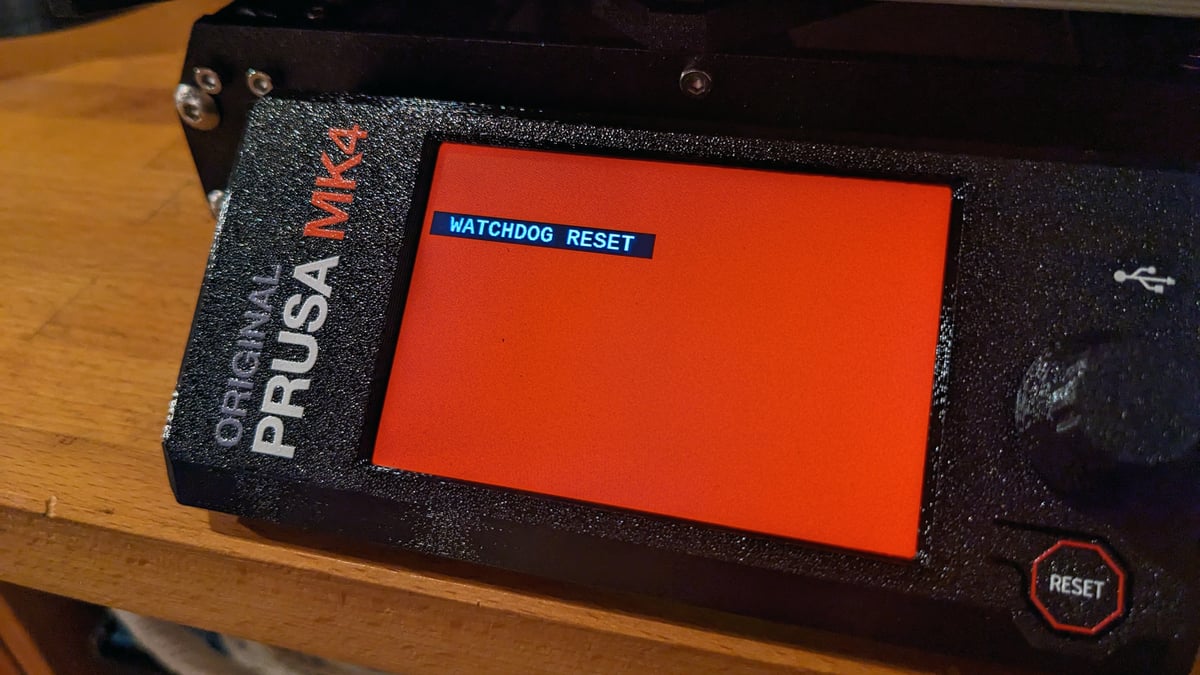 ORIGINAL
PRUSA MK4
WATCHDOG RESET
RESET